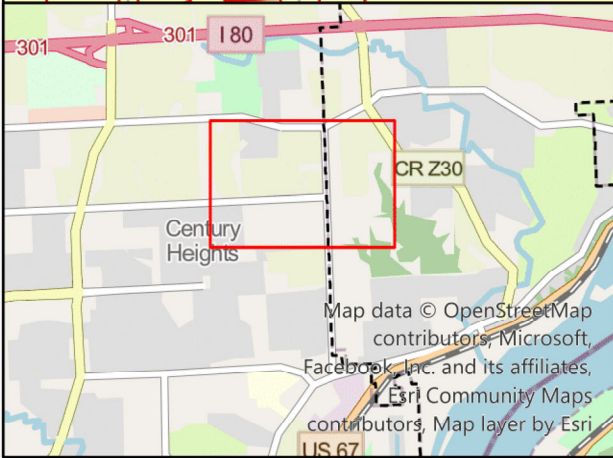 301
301
I 80
CR Z30
Century
Heights
Map data © OpenStreetMap
contributors, Microsoft,
Facebook, Inc. and its affiliates,
Esri Community Maps
contributors, Map layer by Esri
US 67